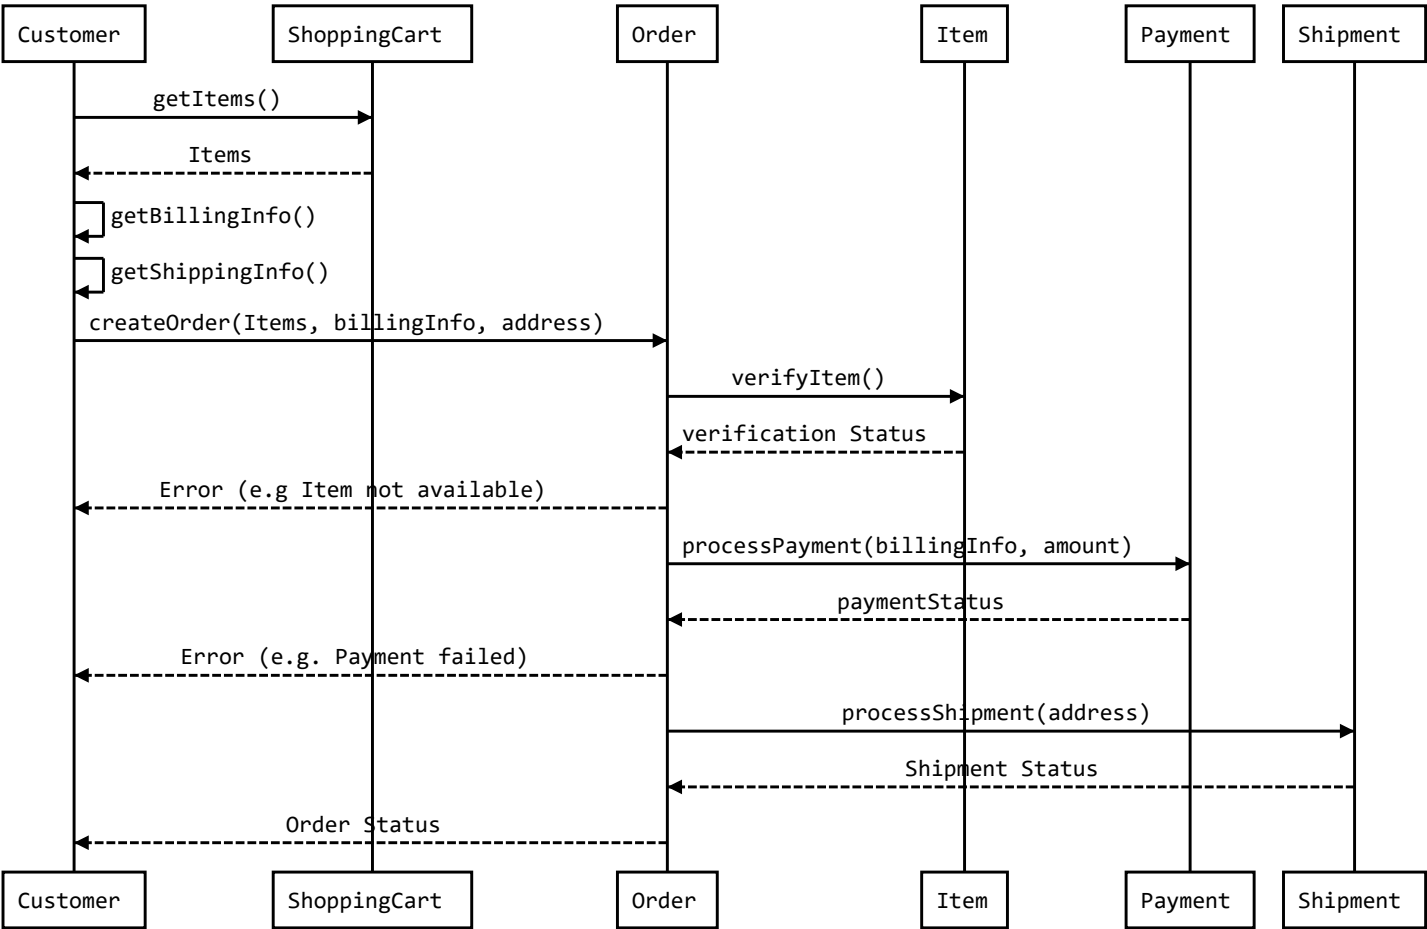 Customer
ShoppingCart
Order
Item
Payment
Shipment
getItems()
Items
getBillingInfo()
getShippingInfo()
createOrder(Items, billingInfo, address)
verifyItem()
verification Status
Error (e.g Item not available)
processPayment(billingInfo, amount)
paymentStatus
Error (e.g. Payment failed)
processShipment(address)
Shipment Status
Order Status
Customer
ShoppingCart
Order
Item
Payment
Shipment